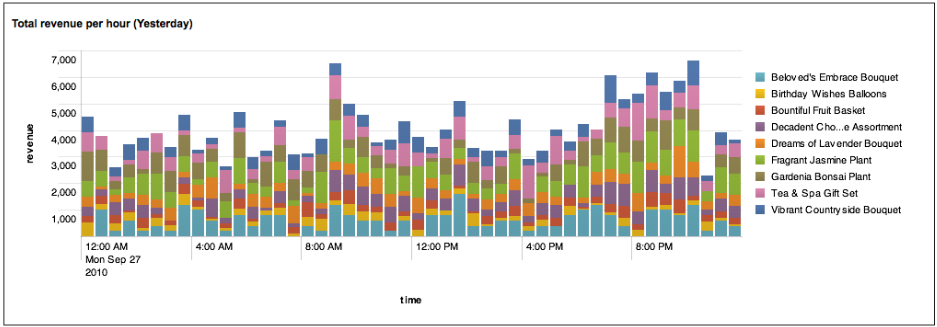 Total revenue per hour (Yesterday)
7,000
6,000
5,000
4,000
3,000
2,000
1,000
revenue
12:00 AM
Mon Sep 27
2010
4:00 AM
8:00 AM
12:00 PM
4:00 PM
8:00 PM
time
Beloved's Embrace Bouquet
Birthday Wishes Balloons
Bountiful Fruit Basket
Decadent Cho...e Assortment
Dreams of Lavender Bouquet
Fragrant Jasmine Plant
Gardenia Bonsai Plant
Tea & Spa Gift Set
Vibrant Countryside Bouquet